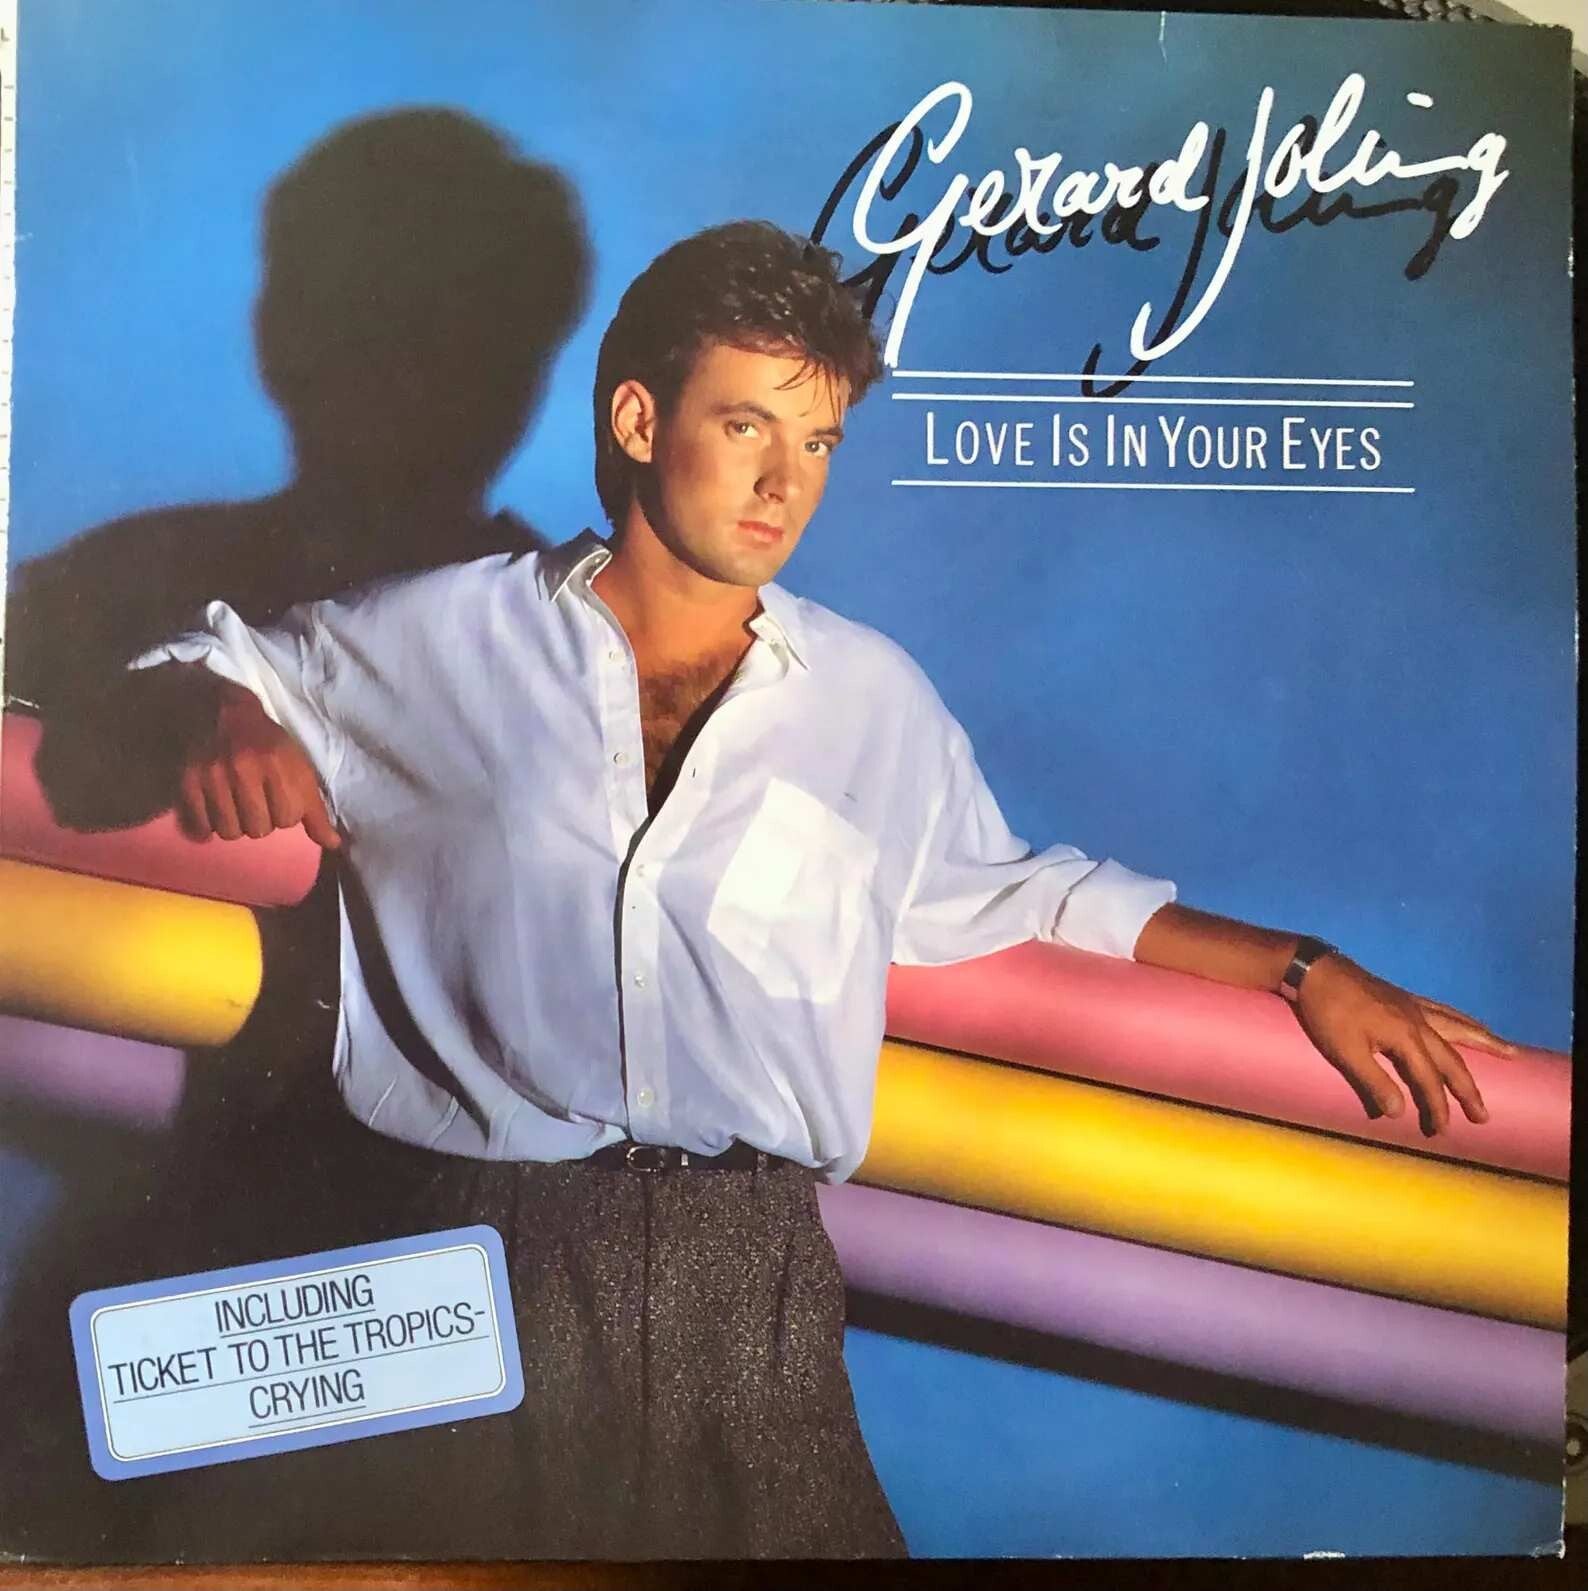 Gerard Joling
LOVE IS IN YOUR EYES
INCLUDING
TICKET TO THE TROPICS-
CRYING